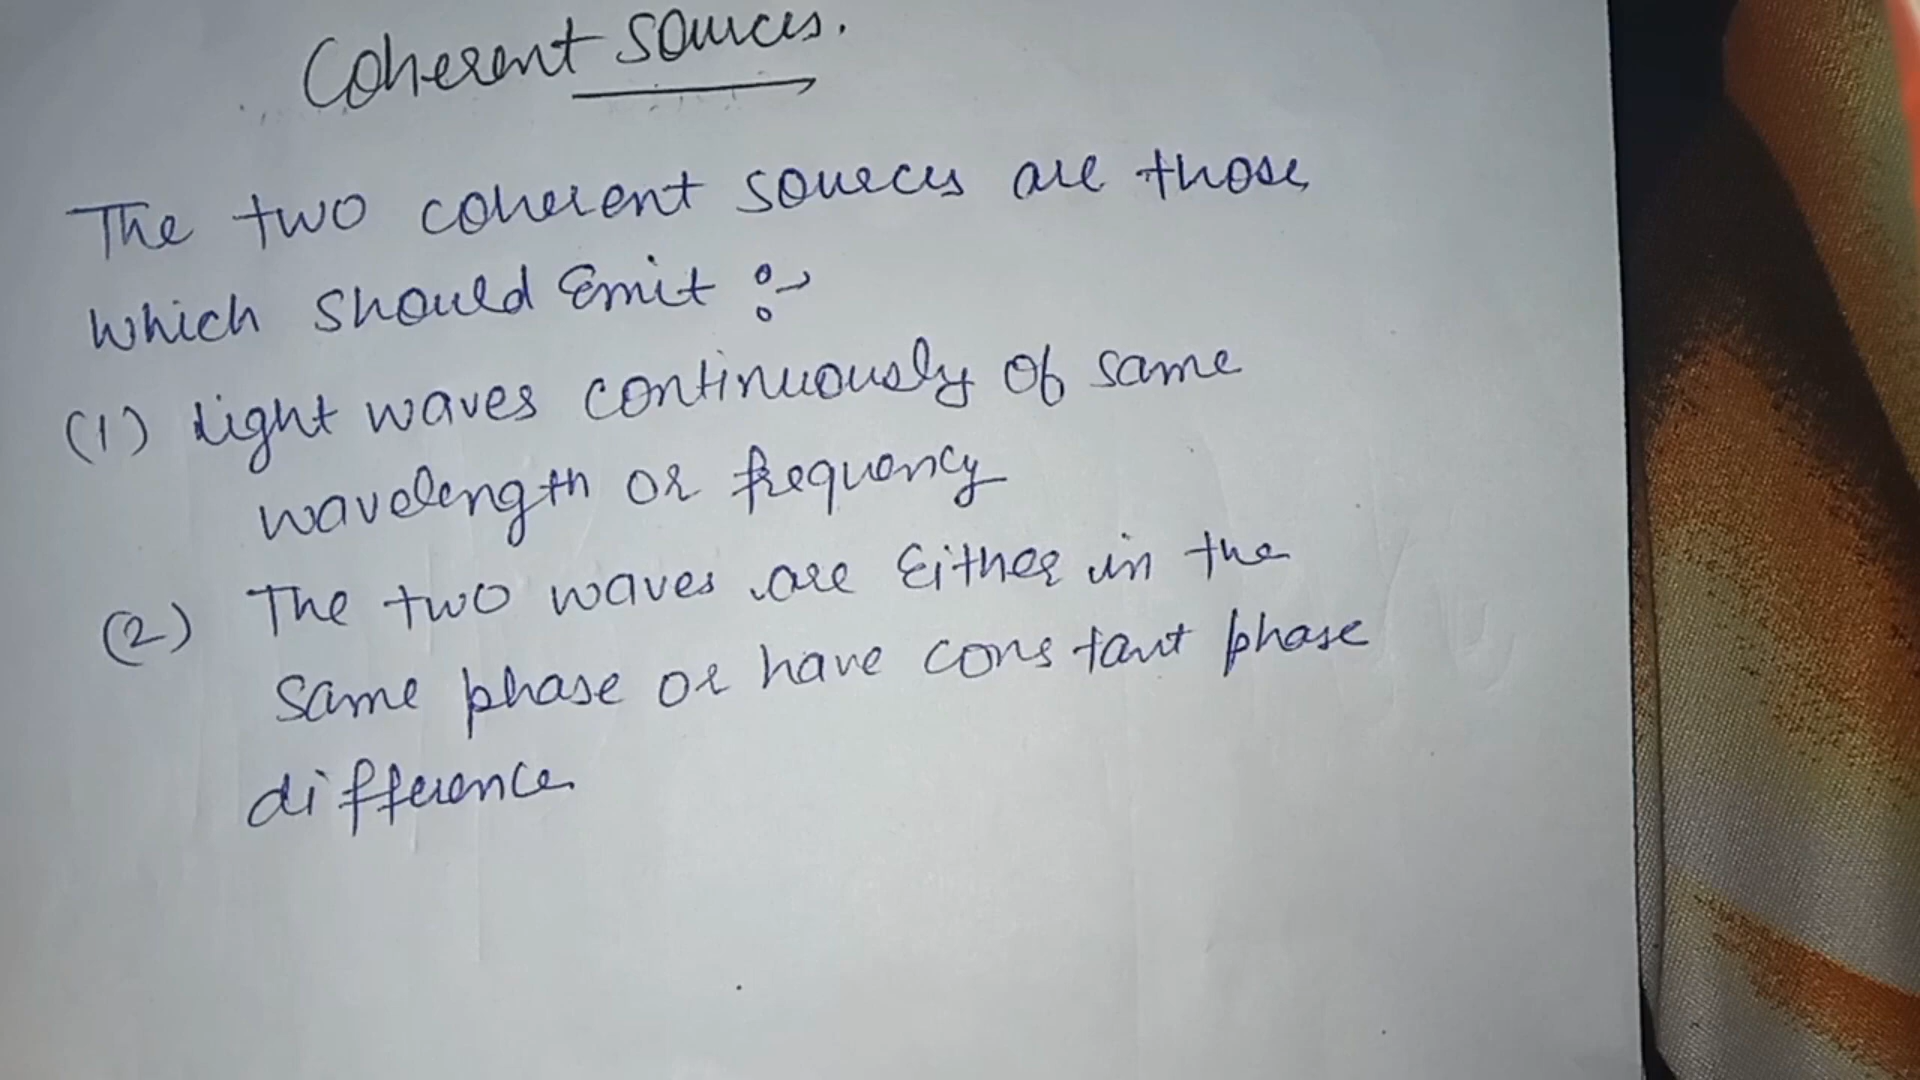 Coherent sources.
The two coherent sources are those
which should Emit :-
(1) Light waves continuously of same
wavelength or frequency
(2) The two waves are Either in the
same phase or have constant phase
difference